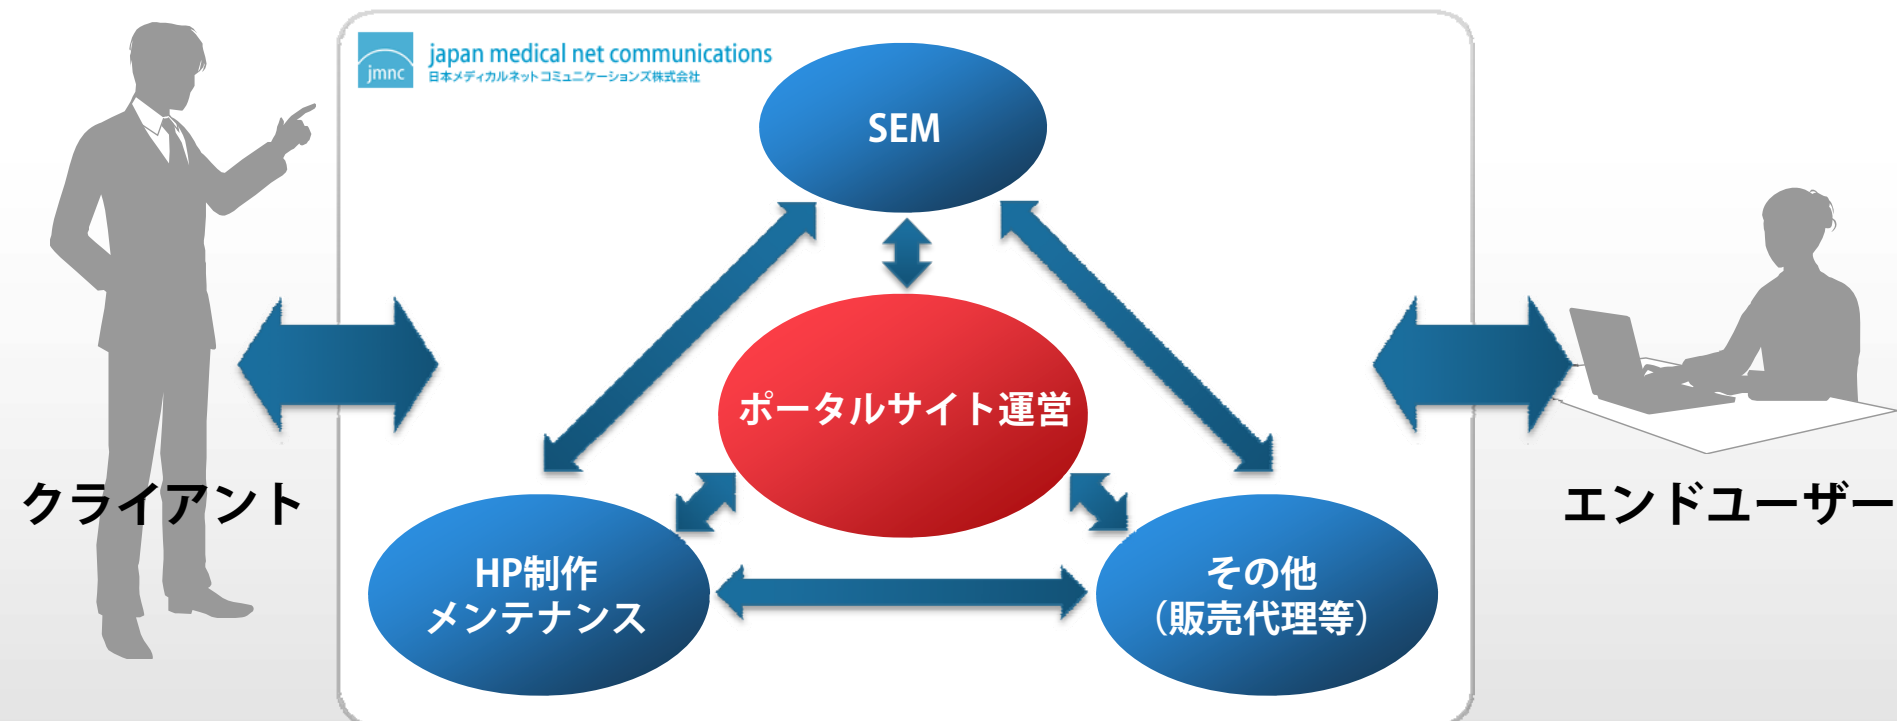 jmnc
japan medical net communications
日本メディカルネットコミュニケーションズ株式会社
SEM
ポータルサイト運営
クライアント
エンドユーザー
HP制作
メンテナンス
その他
（販売代理等）